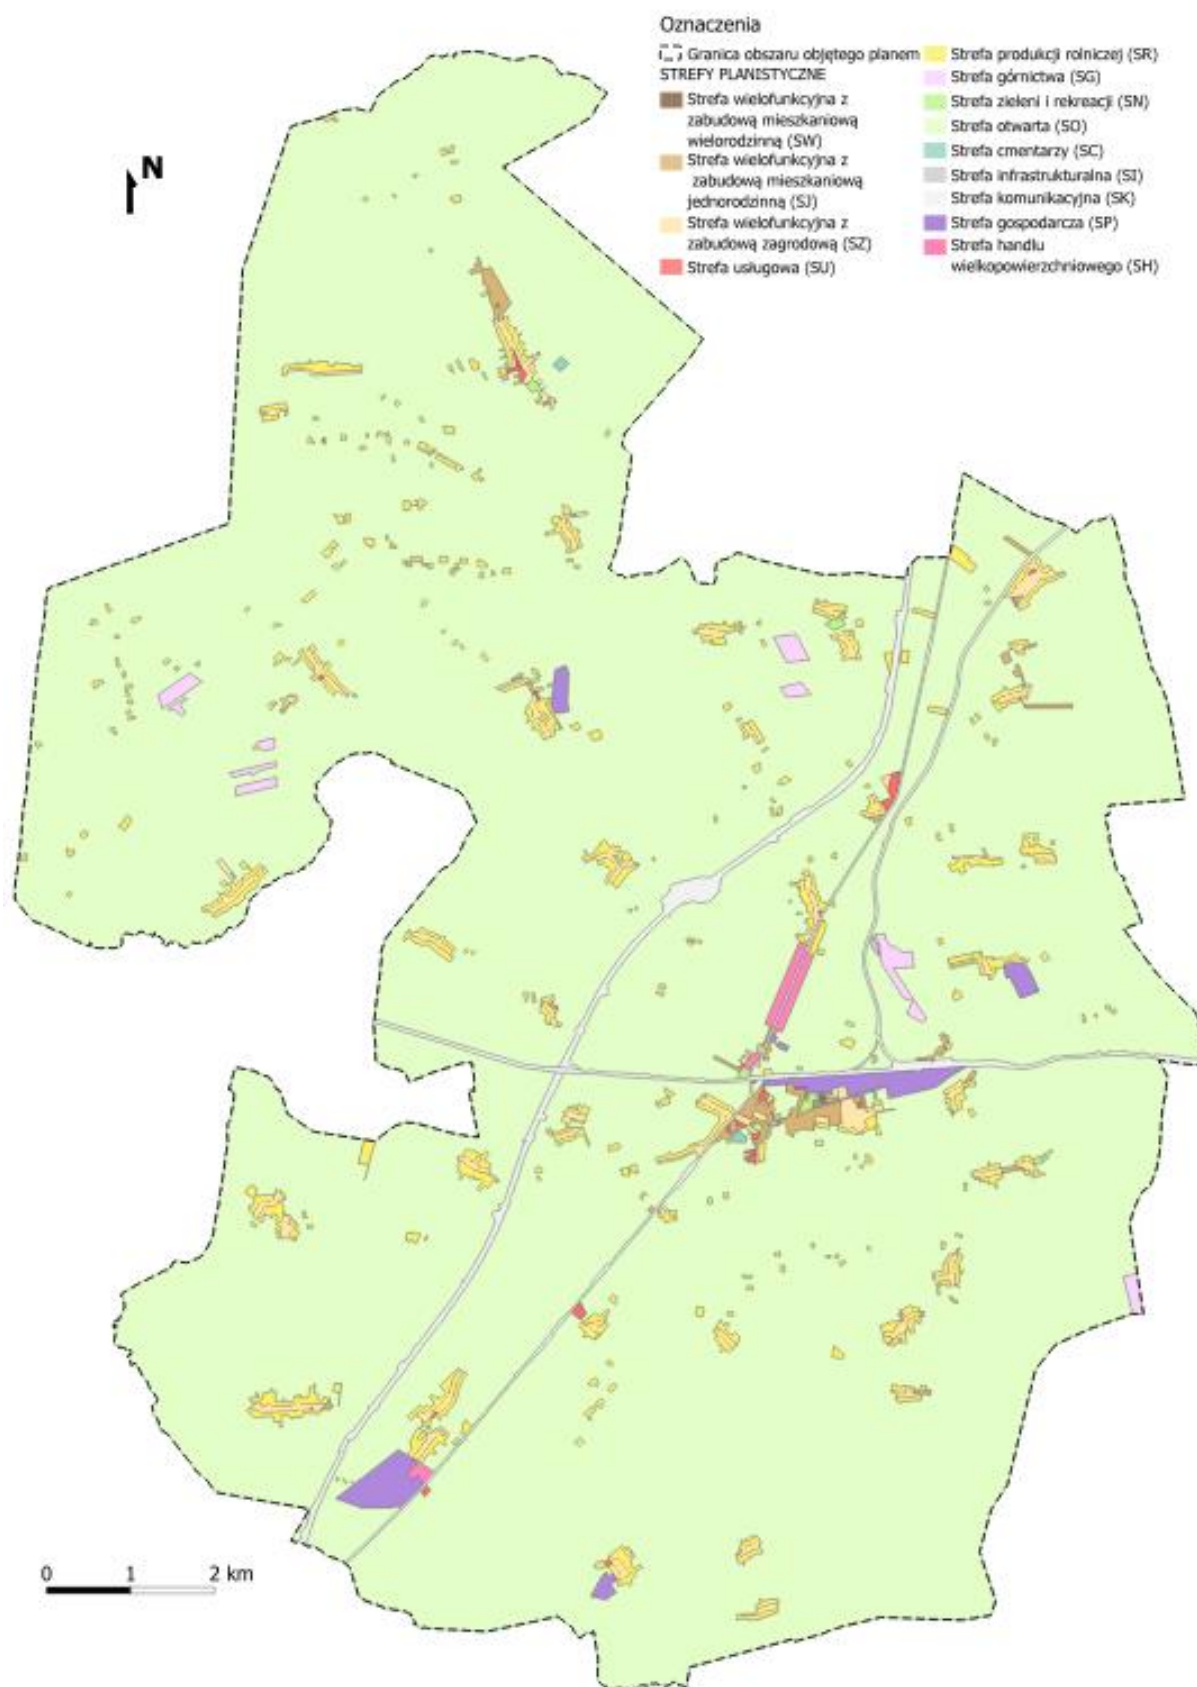 Oznaczenia
Granica obszaru objętego planem
STREFY PLANISTYCZNE
Strefa wielofunkcyjna z
zabudową mieszkaniową
wielorodzinną (SW)
Strefa wielofunkcyjna z
zabudową mieszkaniową
jednorodzinną (SJ)
Strefa wielofunkcyjna z
zabudową zagrodową (SZ)
Strefa usługowa (SU)
Strefa produkcji rolniczej (SR)
Strefa górnictwa (SG)
Strefa zieleni i rekreacji (SN)
Strefa otwarta (SO)
Strefa cmentarzy (SC)
Strefa infrastrukturalna (SI)
Strefa komunikacyjna (SK)
Strefa gospodarcza (SP)
Strefa handlu
wielkopowierzchniowego (SH)
N
0 1 2 km